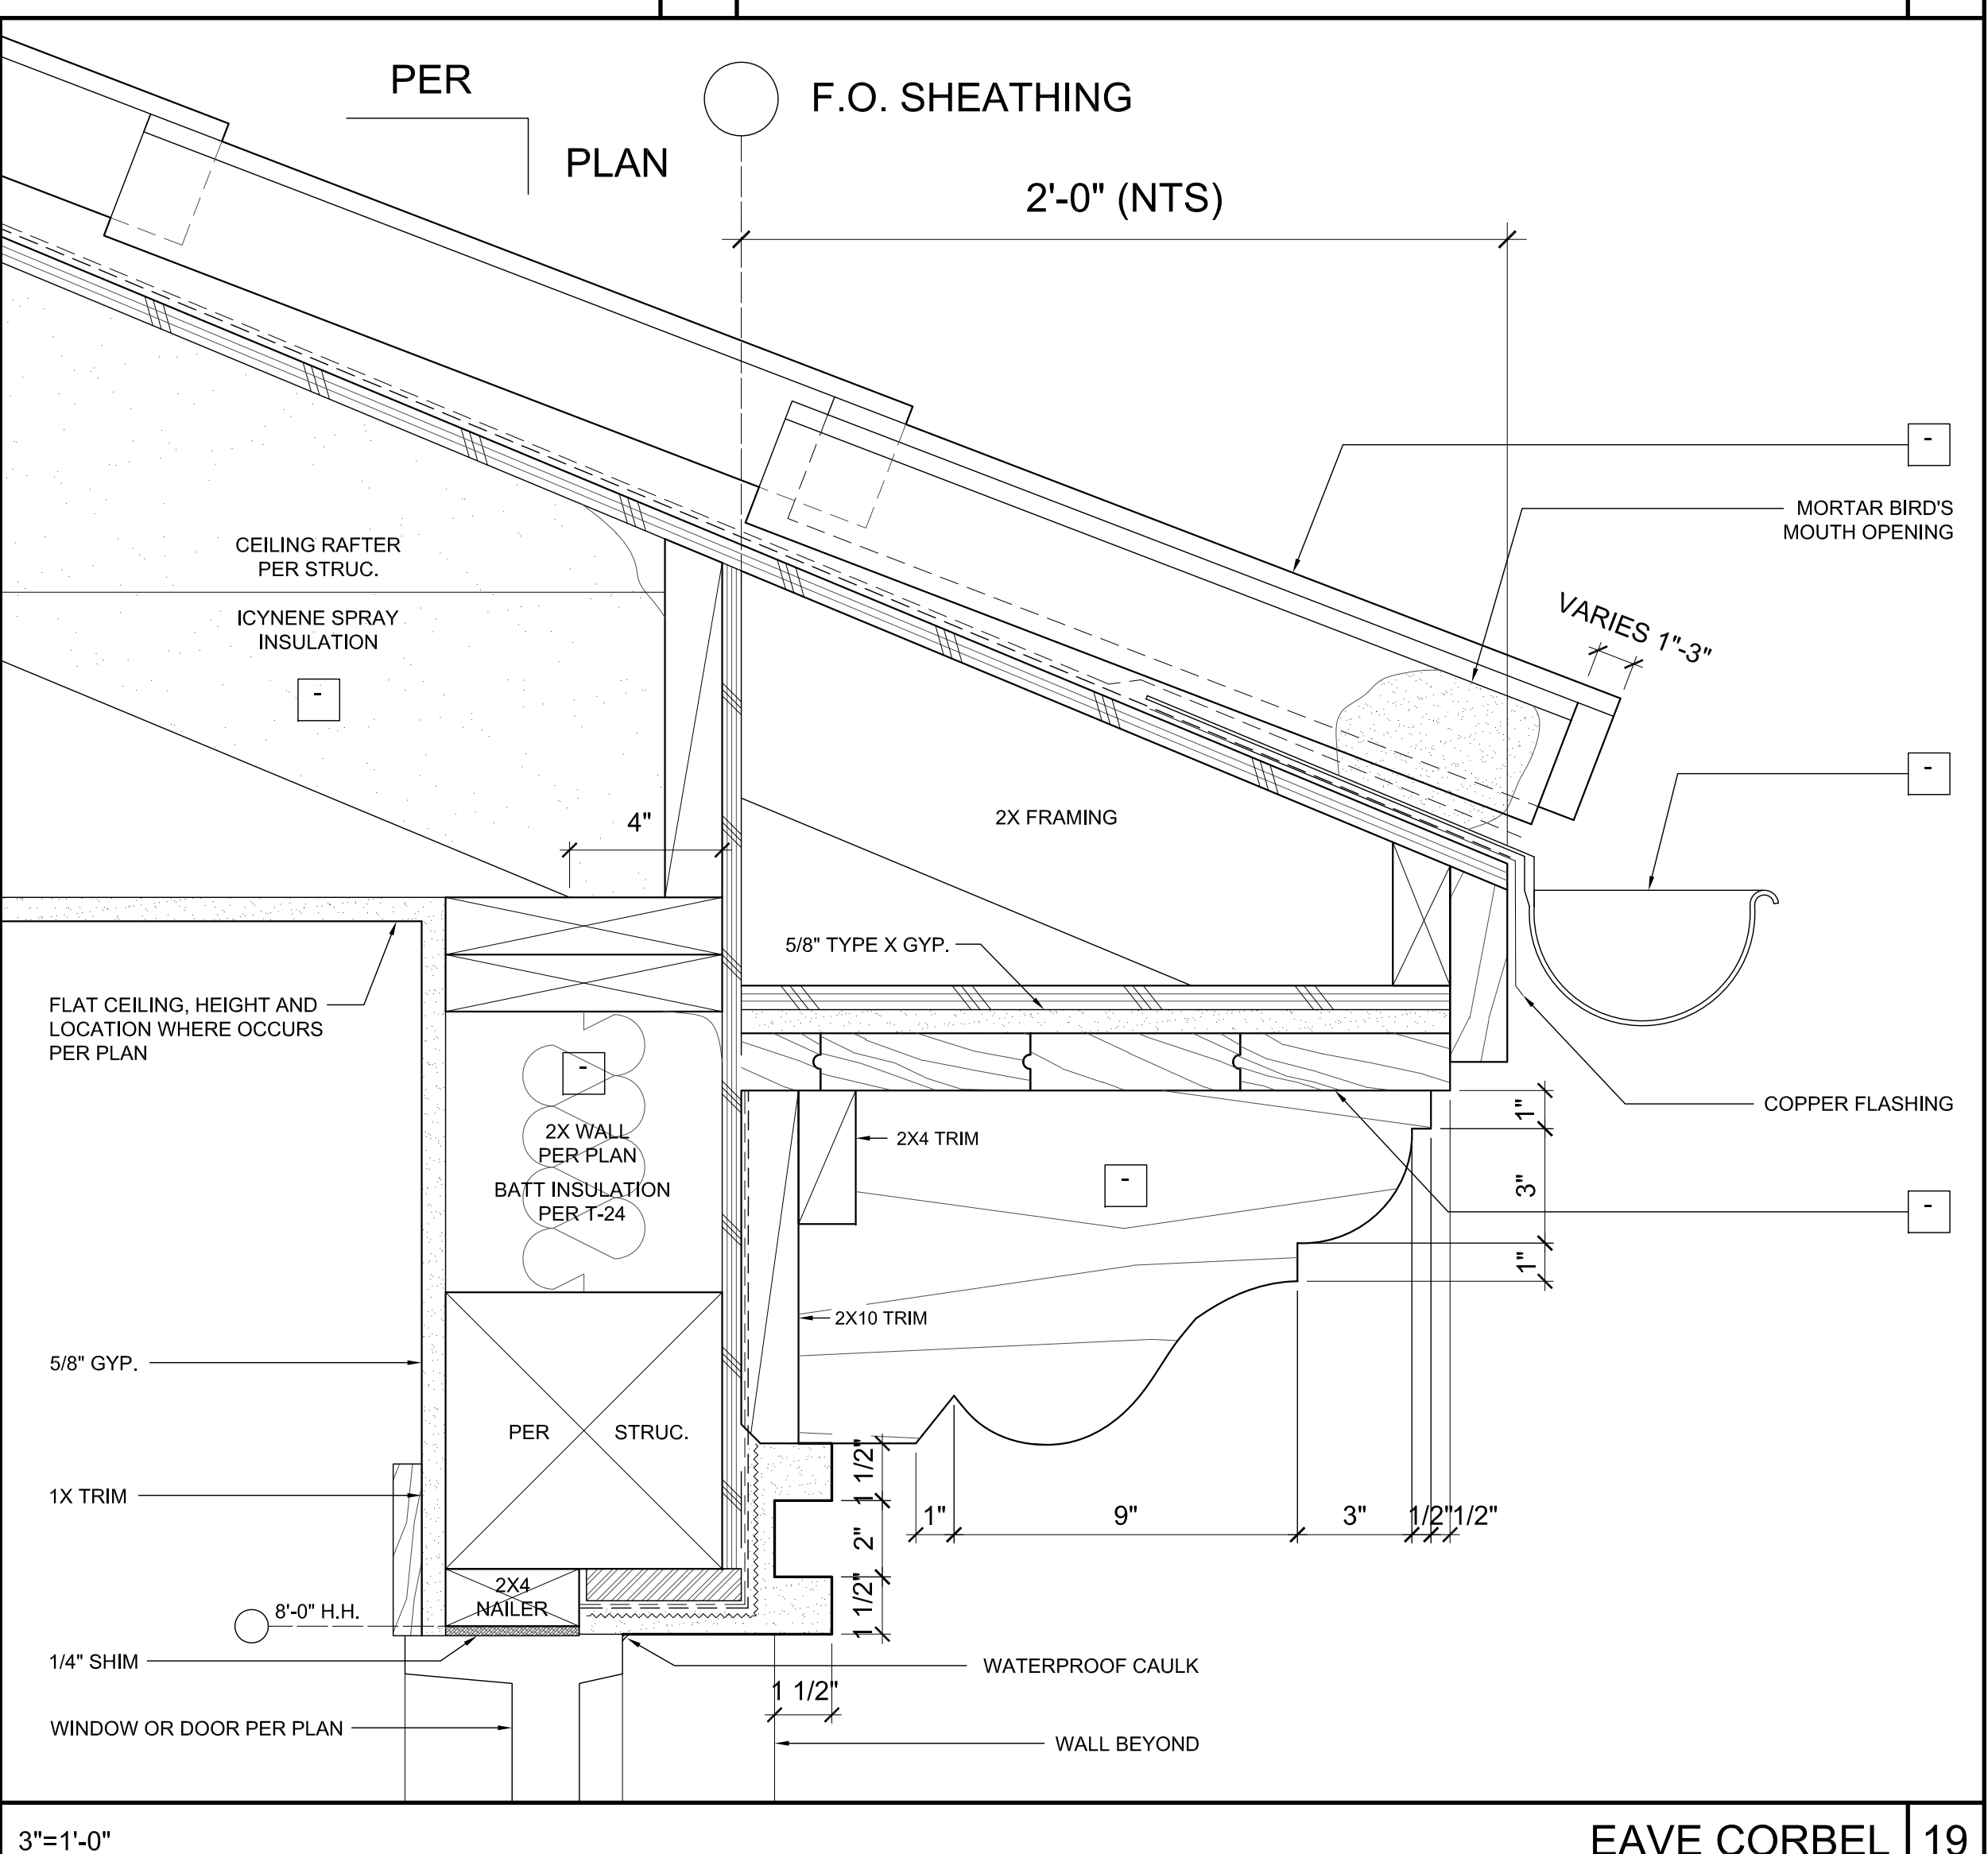 PER
PLAN
F.O. SHEATHING
2'-0" (NTS)
-
MORTAR BIRD'S
MOUTH OPENING
VARIES 1"-3"
CEILING RAFTER
PER STRUC.
ICYNENE SPRAY
INSULATION
-
-
2X FRAMING
4"
5/8" TYPE X GYP.
FLAT CEILING, HEIGHT AND
LOCATION WHERE OCCURS
PER PLAN
-
2X WALL
PER PLAN
BATT INSULATION
PER T-24
COPPER FLASHING
1"
3"
1"
2X4 TRIM
-
-
2X10 TRIM
5/8" GYP.
PER STRUC.
1X TRIM
1 1/2"
2"
1 1/2"
1"
9"
3"
1/2"
1/2"
2X4
NAILER
8'-0" H.H.
1/4" SHIM
WATERPROOF CAULK
1 1/2"
WINDOW OR DOOR PER PLAN
WALL BEYOND
3"=1'-0"
EAVE CORBEL
19